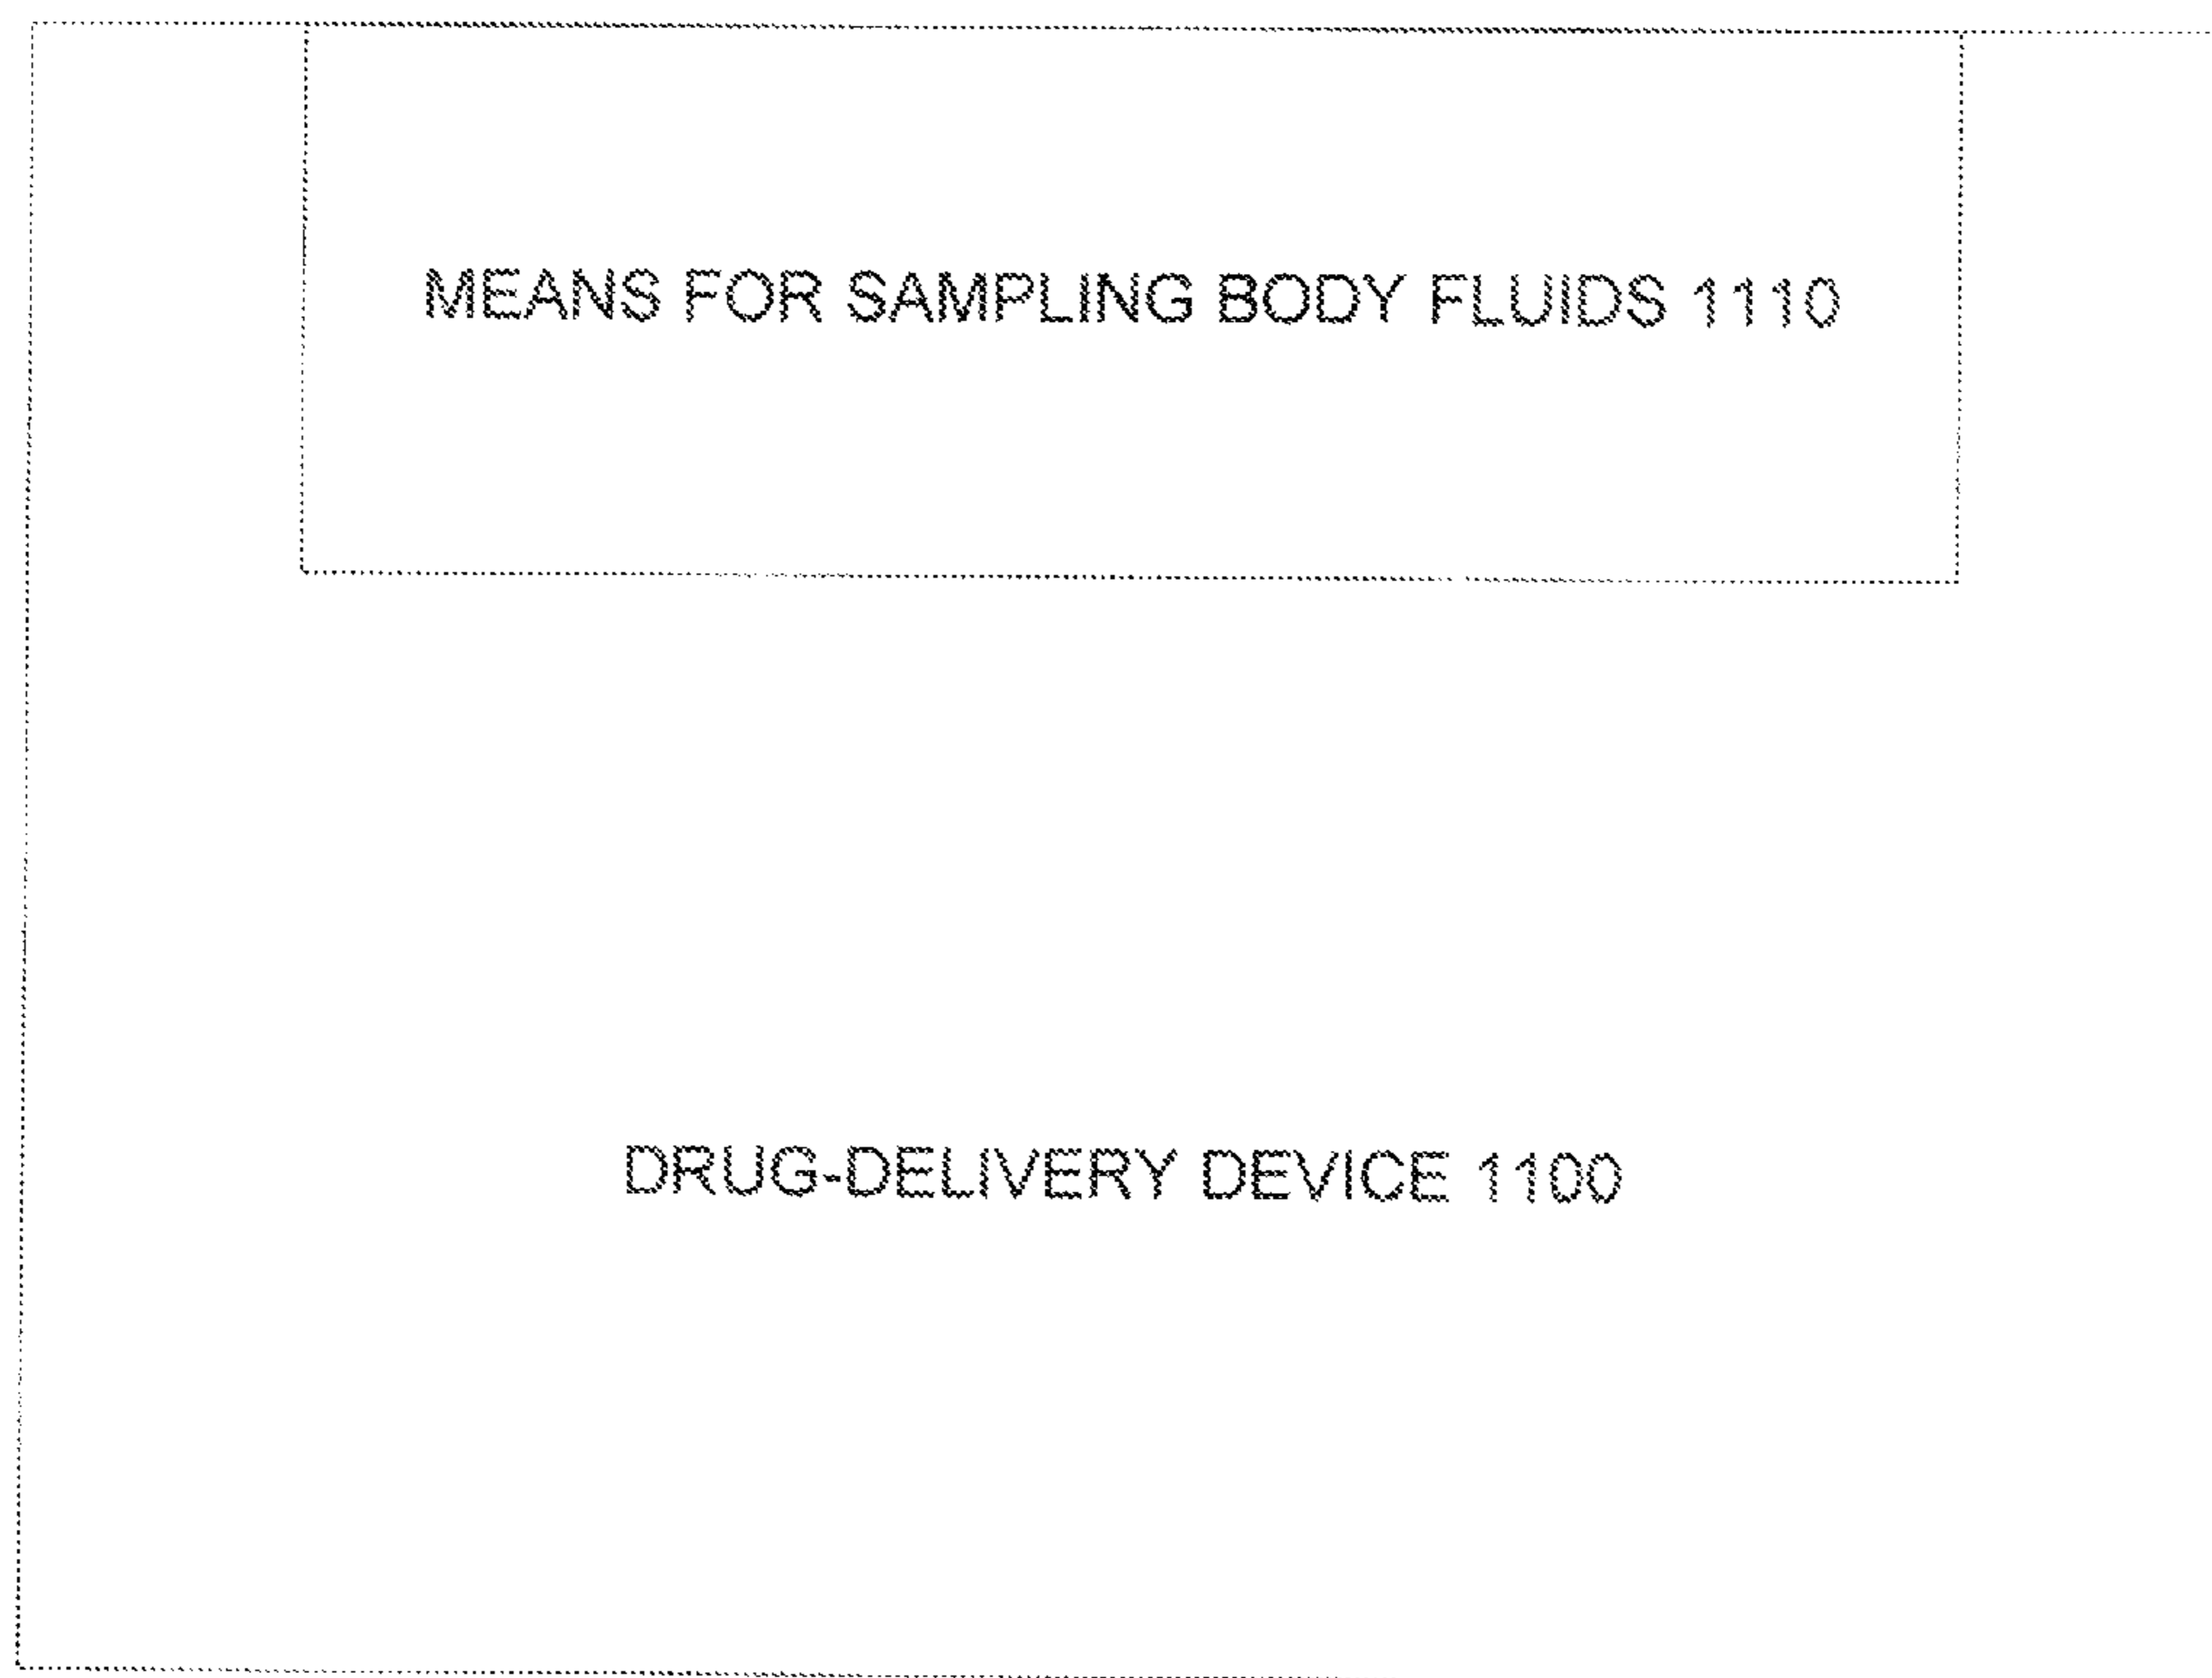 MEANS FOR SAMPLING BODY FLUIDS 1110
DRUG-DELIVERY DEVICE 1100